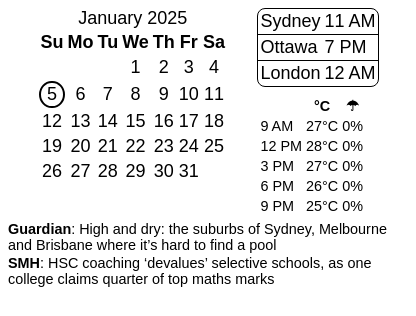 January 2025
Su Mo Tu We Th Fr Sa
1 2 3 4
5 6 7 8 9 10 11
12 13 14 15 16 17 18
19 20 21 22 23 24 25
26 27 28 29 30 31
Sydney 11 AM
Ottawa 7 PM
London 12 AM
°C ☂
9 AM 27°C 0%
12 PM 28°C 0%
3 PM 27°C 0%
6 PM 26°C 0%
9 PM 25°C 0%
Guardian: High and dry: the suburbs of Sydney, Melbourne
and Brisbane where it’s hard to find a pool
SMH: HSC coaching ‘devalues’ selective schools, as one
college claims quarter of top maths marks